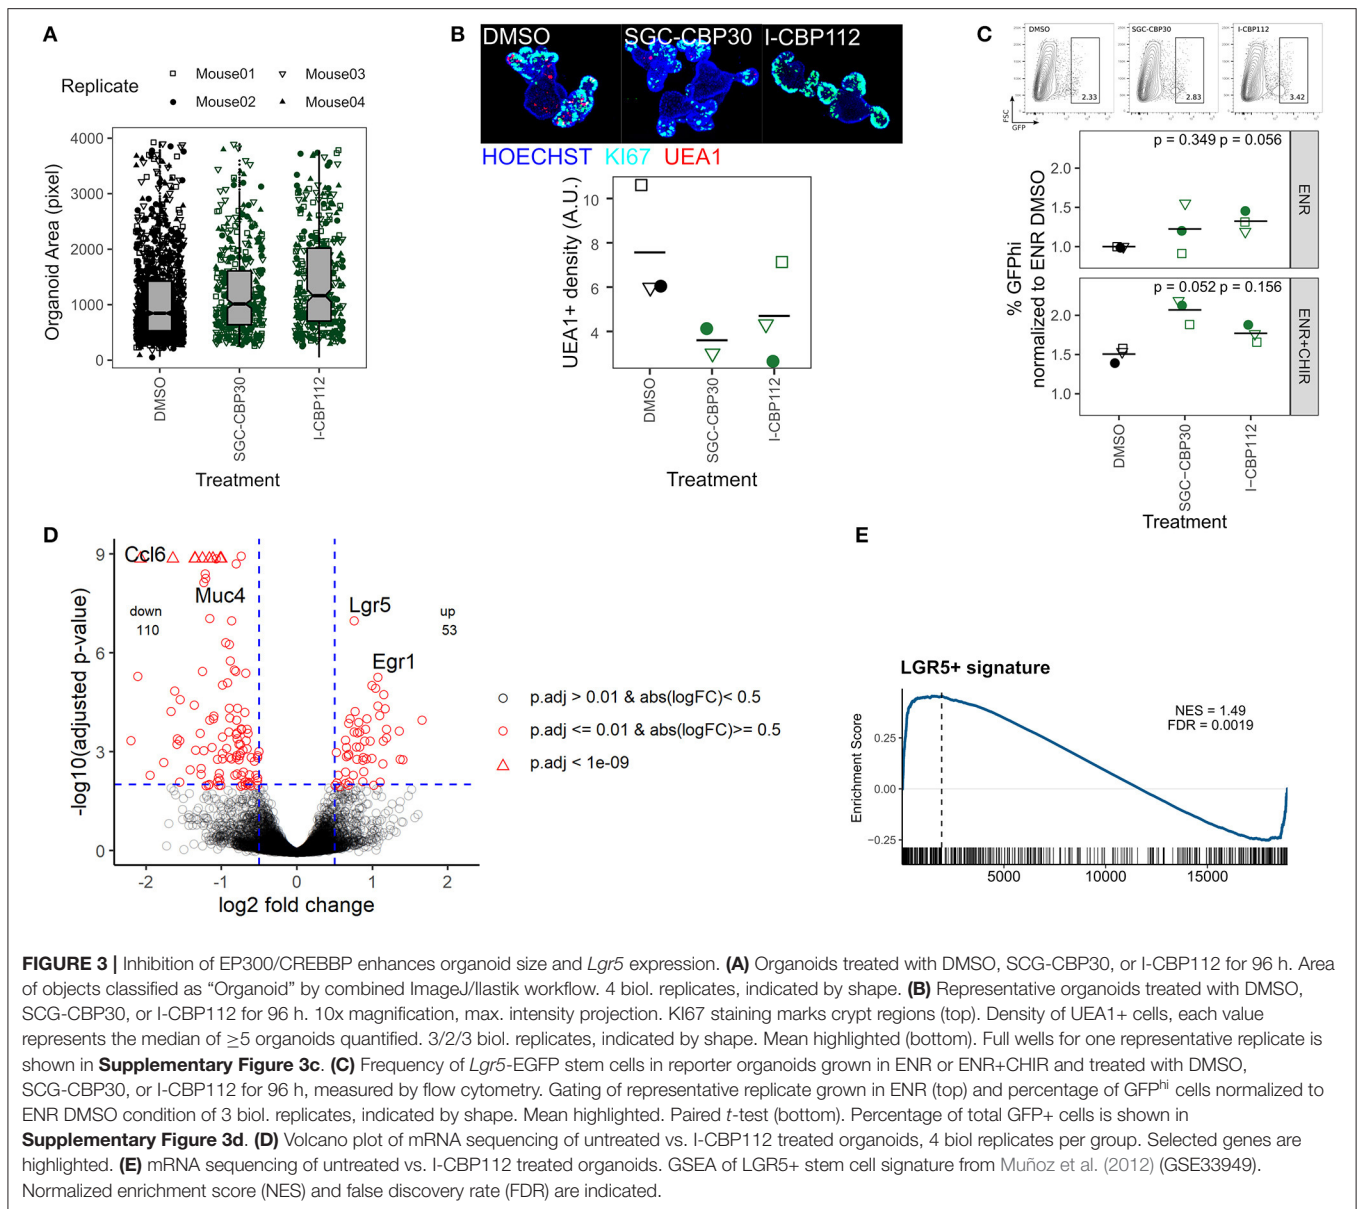 A
Replicate
Mouse01
Mouse03
Mouse02
Mouse04
Organoid Area (pixel)
4000
3000
2000
1000
0
DMSO
SGC-CBP30
I-CBP112
Treatment
B
DMSO
SGC-CBP30
I-CBP112
HOECHST KI67 UEA1
UEA1+ density (A.U.)
10
8
6
4
DMSO
SGC-CBP30
I-CBP112
Treatment
C
DMSO
SGC-CBP30
I-CBP112
2.33
2.83
3.42
FSC
GFP
% GFPhi
normalized to ENR DMSO
p = 0.349 p = 0.056
2.0
1.5
1.0
ENR
p = 0.052 p = 0.156
2.0
1.5
1.0
ENR+CHIR
DMSO
SGC-CBP30
I-CBP112
Treatment
D
-log10(adjusted p-value)
9
6
3
0
Ccl6
Muc4
Lgr5
Egr1
down
110
up
53
-2
-1
0
1
2
log2 fold change
p.adj > 0.01 & abs(logFC)< 0.5
p.adj <= 0.01 & abs(logFC)>= 0.5
p.adj < 1e-09
E
LGR5+ signature
NES = 1.49
FDR = 0.0019
Enrichment Score
0.25
0.00
-0.25
5000
10000
15000
FIGURE 3 | Inhibition of EP300/CREBBP enhances organoid size and Lgr5 expression. (A) Organoids treated with DMSO, SCG-CBP30, or I-CBP112 for 96 h. Area
of objects classified as “Organoid” by combined ImageJ/Ilastik workflow. 4 biol. replicates, indicated by shape. (B) Representative organoids treated with DMSO,
SCG-CBP30, or I-CBP112 for 96 h. 10x magnification, max. intensity projection. KI67 staining marks crypt regions (top). Density of UEA1+ cells, each value
represents the median of ≥5 organoids quantified. 3/2/3 biol. replicates, indicated by shape. Mean highlighted (bottom). Full wells for one representative replicate is
shown in Supplementary Figure 3c. (C) Frequency of Lgr5-EGFP stem cells in reporter organoids grown in ENR or ENR+CHIR and treated with DMSO,
SCG-CBP30, or I-CBP112 for 96 h, measured by flow cytometry. Gating of representative replicate grown in ENR (top) and percentage of GFPhi cells normalized to
ENR DMSO condition of 3 biol. replicates, indicated by shape. Mean highlighted. Paired t-test (bottom). Percentage of total GFP+ cells is shown in
Supplementary Figure 3d. (D) Volcano plot of mRNA sequencing of untreated vs. I-CBP112 treated organoids, 4 biol replicates per group. Selected genes are
highlighted. (E) mRNA sequencing of untreated vs. I-CBP112 treated organoids. GSEA of LGR5+ stem cell signature from Muñoz et al. (2012) (GSE33949).
Normalized enrichment score (NES) and false discovery rate (FDR) are indicated.